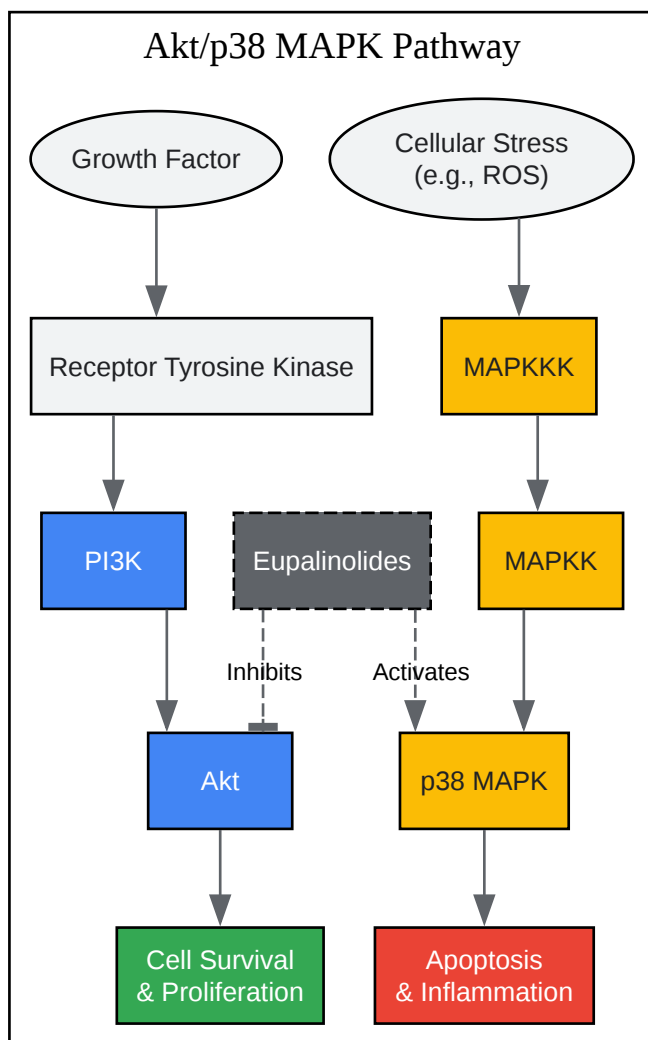 Akt/p38 MAPK Pathway
Growth Factor
Cellular Stress
(e.g., ROS)
Receptor Tyrosine Kinase
MAPKKK
PI3K
Eupalinolides
MAPKK
Inhibits
Activates
Akt
p38 MAPK
Cell Survival
& Proliferation
Apoptosis
& Inflammation